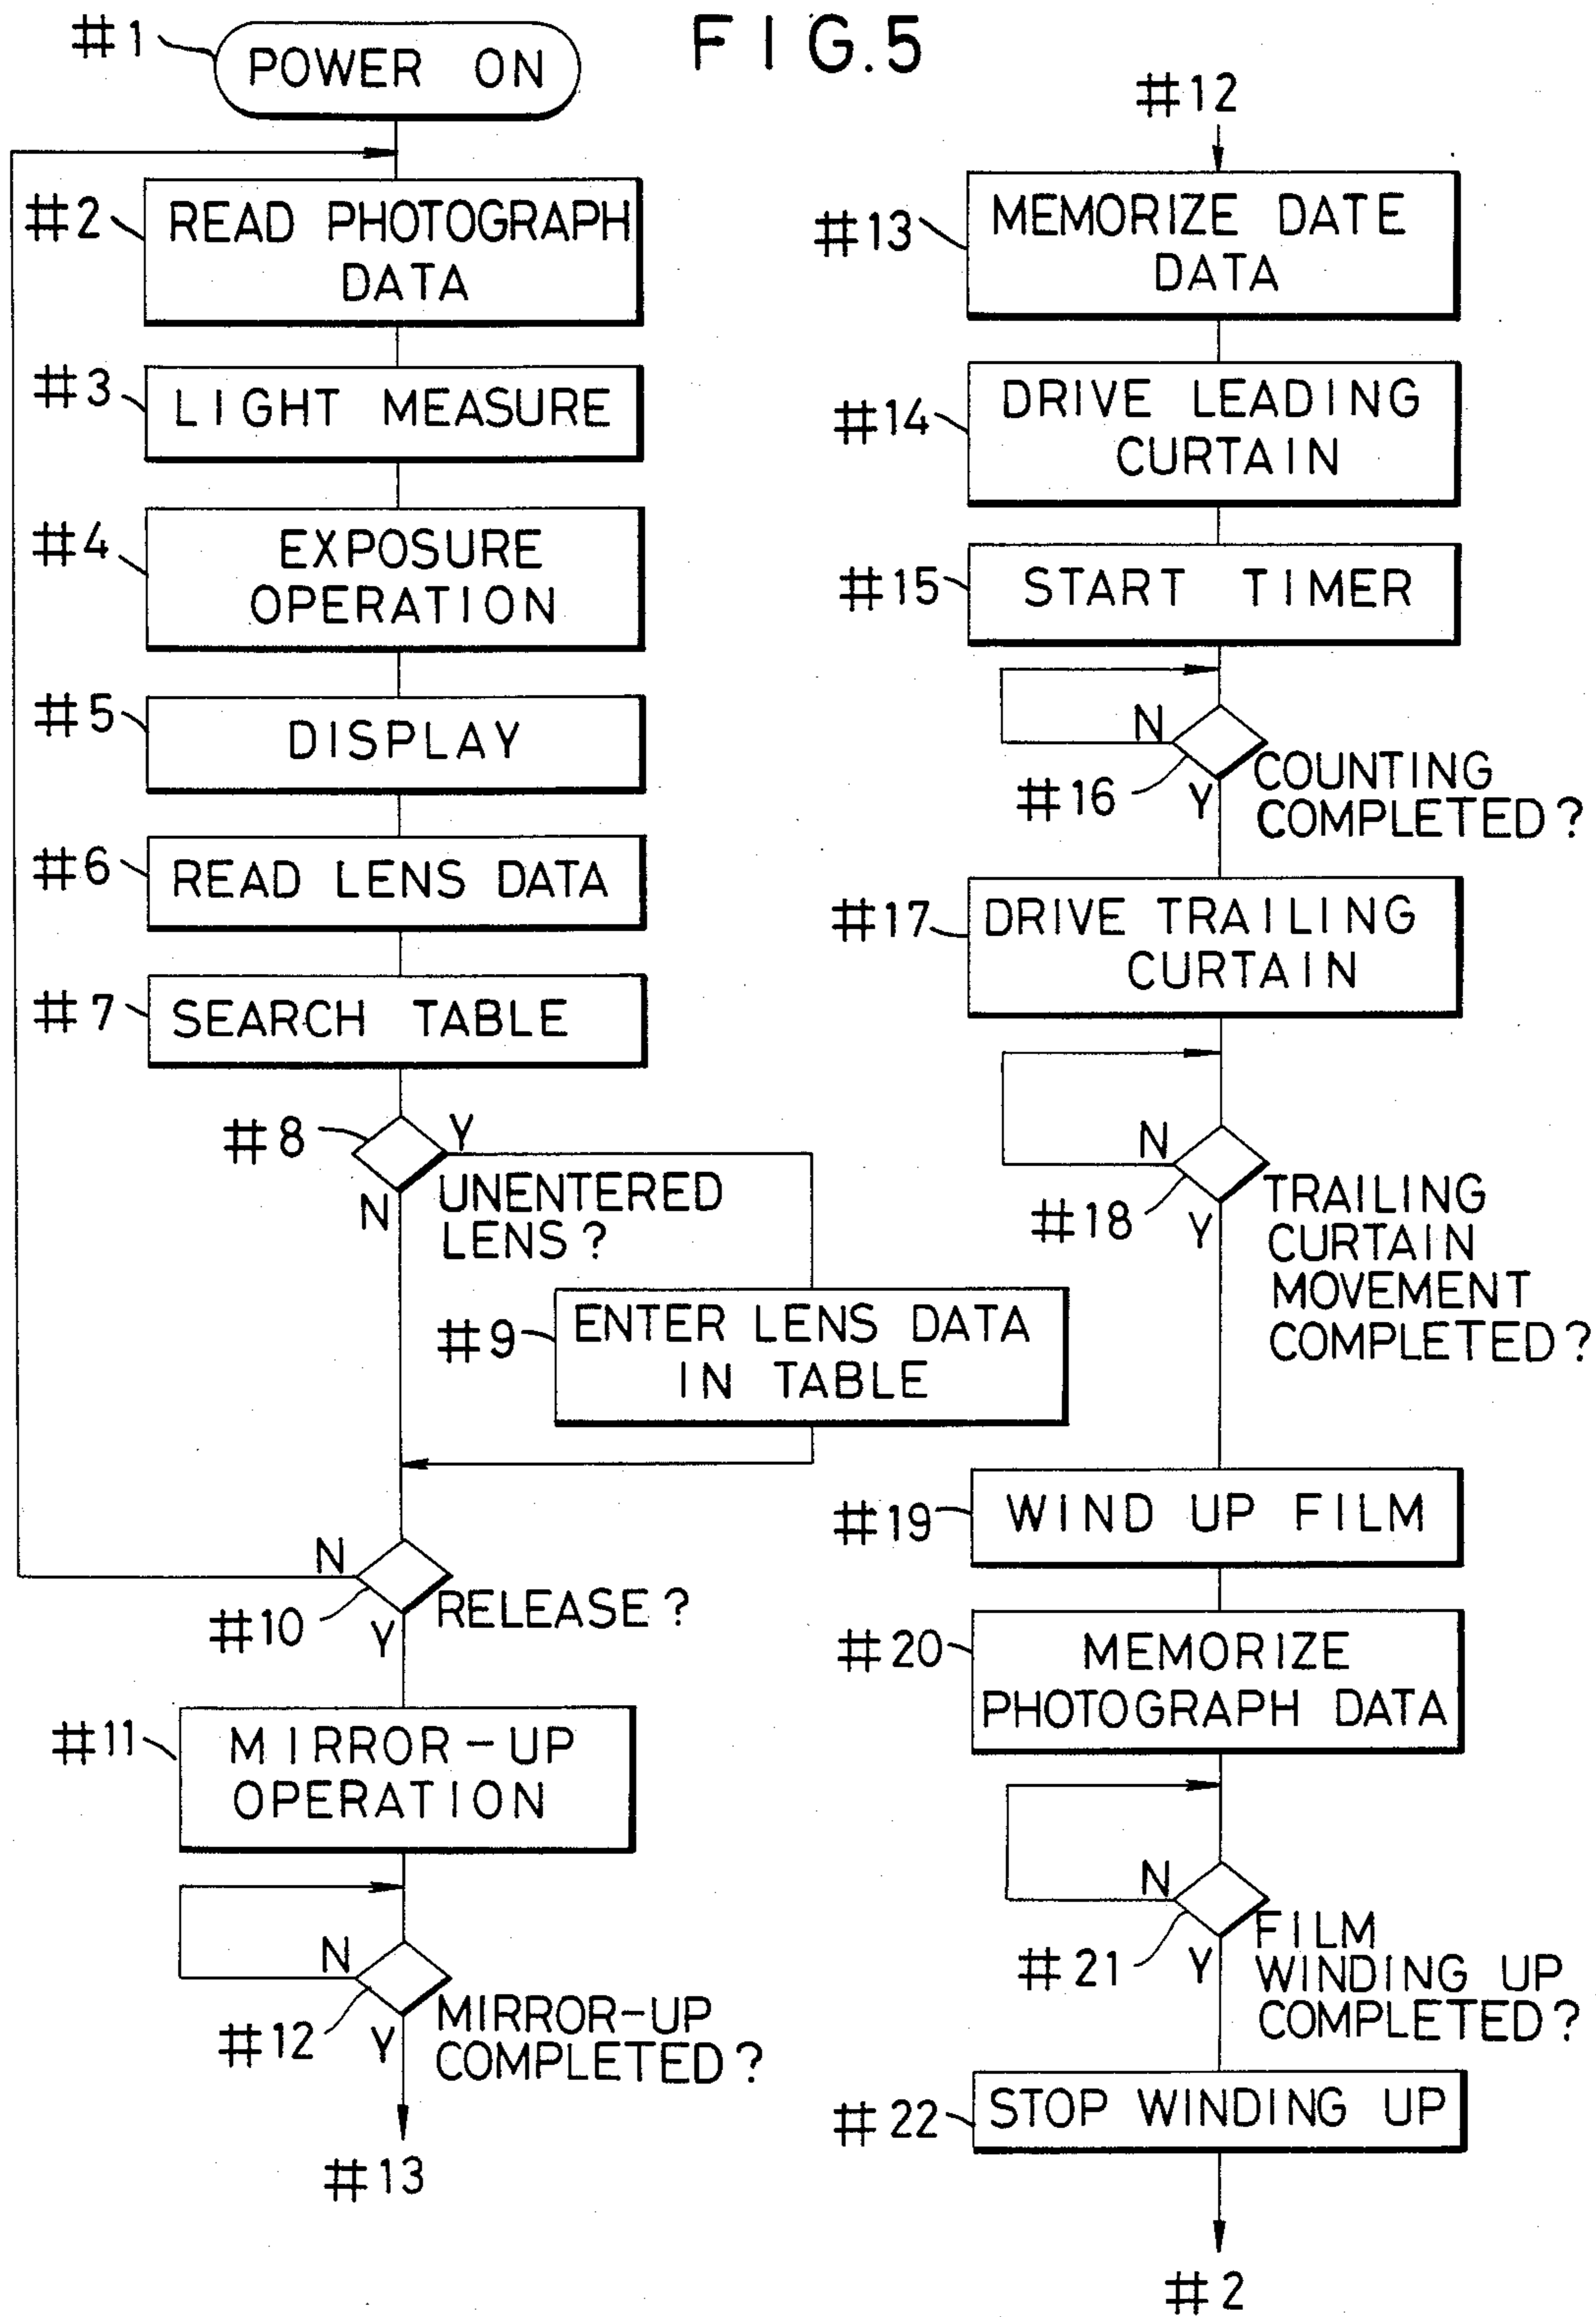 FIG.5
#1
POWER ON
#2
READ PHOTOGRAPH
DATA
#3
LIGHT MEASURE
#4
EXPOSURE
OPERATION
#5
DISPLAY
#6
READ LENS DATA
#7
SEARCH TABLE
#8
Y
N
UNENTERED
LENS?
#9
ENTER LENS DATA
IN TABLE
N
#10
Y
RELEASE?
#11
MIRROR-UP
OPERATION
N
#12
Y
MIRROR-UP
COMPLETED?
#13
#12
#13
MEMORIZE DATE
DATA
#14
DRIVE LEADING
CURTAIN
#15
START TIMER
N
#16
Y
COUNTING
COMPLETED?
#17
DRIVE TRAILING
CURTAIN
N
#18
Y
TRAILING
CURTAIN
MOVEMENT
COMPLETED?
#19
WIND UP FILM
#20
MEMORIZE
PHOTOGRAPH DATA
N
#21
Y
FILM
WINDING UP
COMPLETED?
#22
STOP WINDING UP
#2